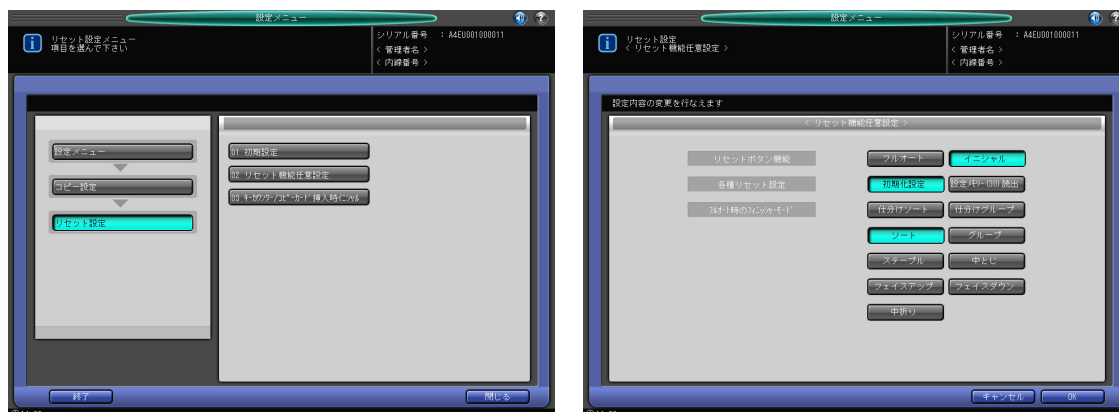 設定メニュー
リセット設定メニュー
項目を選んで下さい
シリアル番号 : A4EU001000011
< 管理者名 >
< 内線番号 >
設定メニュー
コピー設定
リセット設定
01 初期設定
02 リセット機能任意設定
03 キーカウンター/コピーカード挿入時イニシャル
終了
閉じる
設定メニュー
リセット設定
< リセット機能任意設定 >
シリアル番号 : A4EU001000011
< 管理者名 >
< 内線番号 >
設定内容の変更を行なえます
< リセット機能任意設定 >
リセットボタン機能 フルオート イニシャル
各種リセット設定 初期化設定 設定メモリー(30)読出
フルオート時のフィニッシャーモード 仕分けソート 仕分けグループ
ソート グループ
ステープル 中とじ
フェイスアップ フェイスダウン
中折り
キャンセル OK